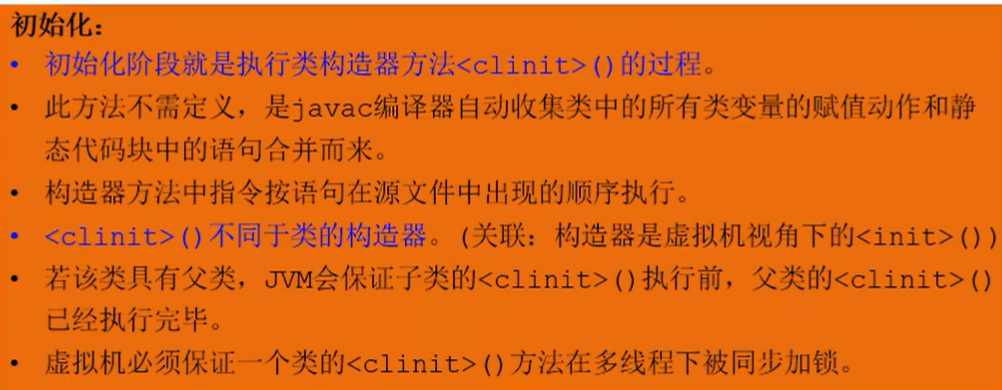 初始化：
• 初始化阶段就是执行类构造器方法<clinit>()的过程。
• 此方法不需定义，是javac编译器自动收集类中的所有类变量的赋值动作和静
态代码块中的语句合并而来。
• 构造器方法中指令按语句在源文件中出现的顺序执行。
• <clinit>()不同于类的构造器。(关联：构造器是虚拟机视角下的<init>())
• 若该类具有父类，JVM会保证子类的<clinit>()执行前，父类的<clinit>()
已经执行完毕。
• 虚拟机必须保证一个类的<clinit>()方法在多线程下被同步加锁。